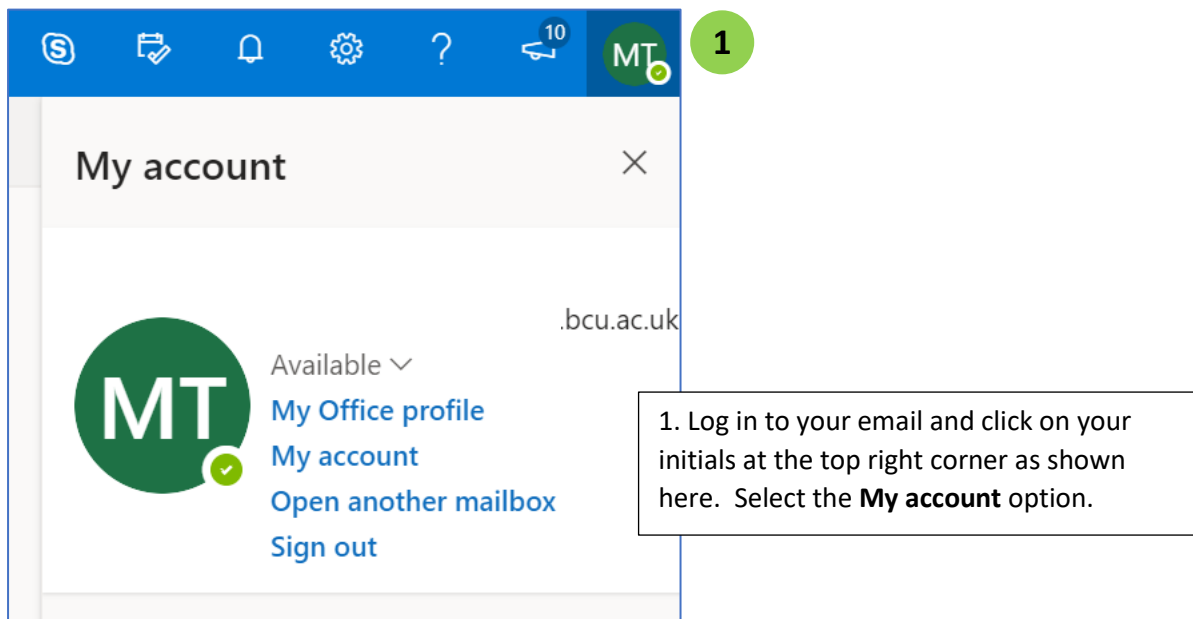 10
MT
1
My account
.bcu.ac.uk
MT
Available
My Office profile
My account
Open another mailbox
Sign out
1. Log in to your email and click on your
initials at the top right corner as shown
here. Select the My account option.